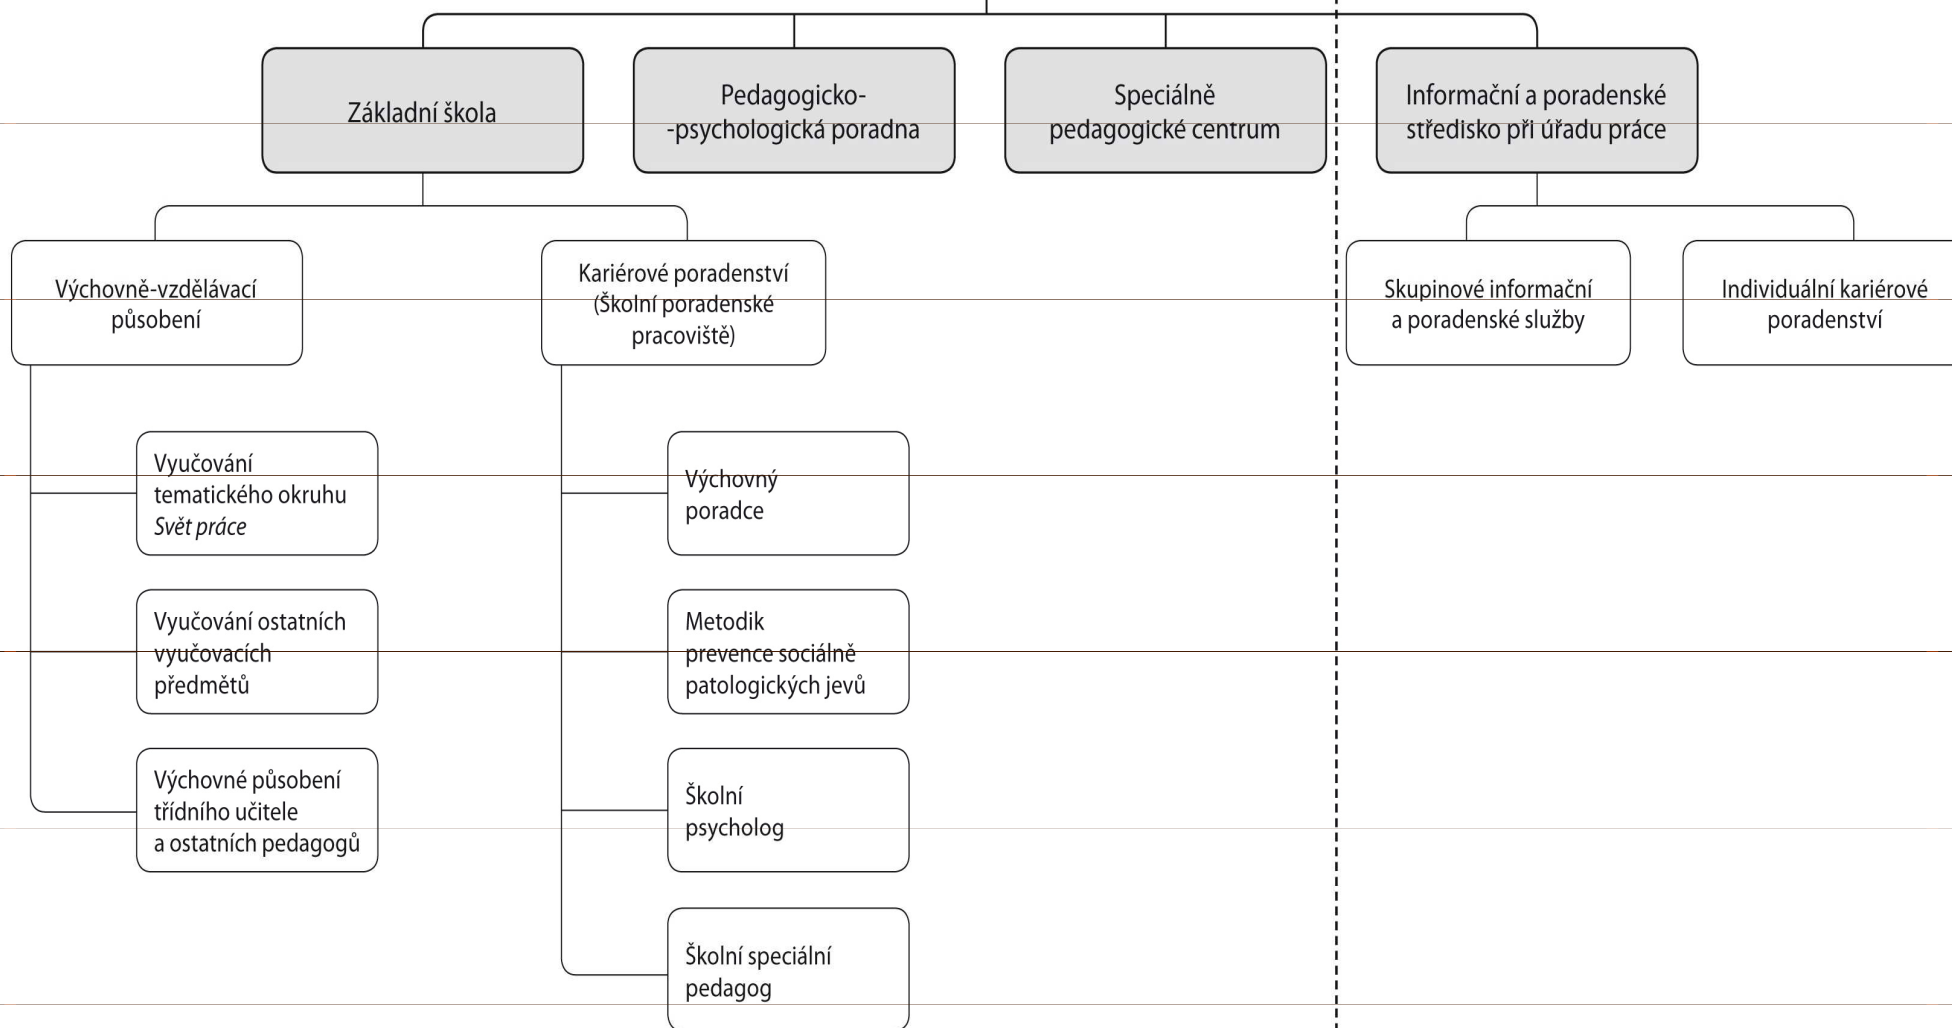 Základní škola
Pedagogicko-
-psychologická poradna
Speciálně
pedagogické centrum
Informační a poradenské
středisko při úřadu práce
Výchovně-vzdělávací
působení
Kariérové poradenství
(Školní poradenské
pracoviště)
Skupinové informační
a poradenské služby
Individuální kariérové
poradenství
Vyučování
tematického okruhu
Svět práce
Vyučování ostatních
vyučovacích
předmětů
Výchovné působení
třídního učitele
a ostatních pedagogů
Výchovný
poradce
Metodik
prevence sociálně
patologických jevů
Školní
psycholog
Školní speciální
pedagog